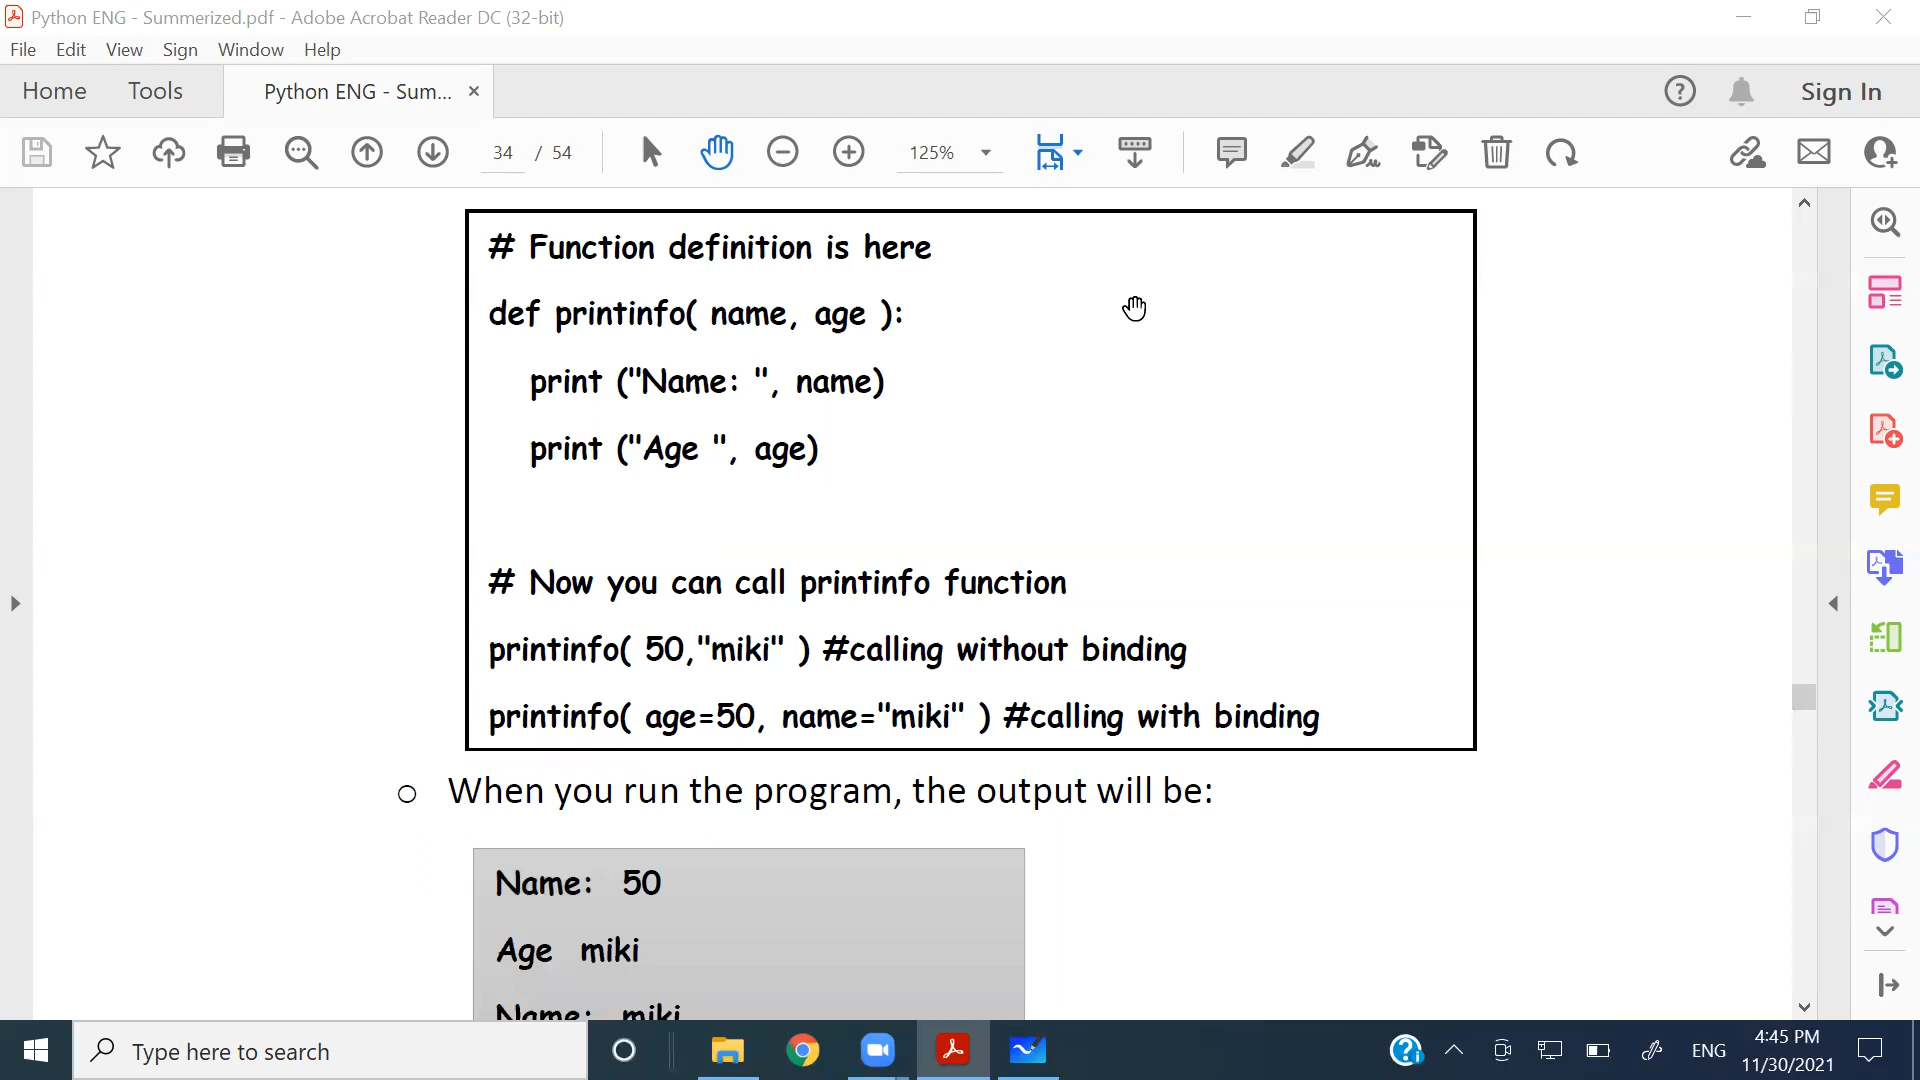 Python ENG - Summerized.pdf - Adobe Acrobat Reader DC (32-bit)
File Edit View Sign Window Help
Home Tools Python ENG - Sum... × Sign In
34 / 54 125%
# Function definition is here
def printinfo( name, age ):
print ("Name: ", name)
print ("Age ", age)
# Now you can call printinfo function
printinfo( 50,"miki" ) #calling without binding
printinfo( age=50, name="miki" ) #calling with binding
o When you run the program, the output will be:
Name: 50
Age miki
Name: miki
Type here to search
ENG
4:45 PM
11/30/2021